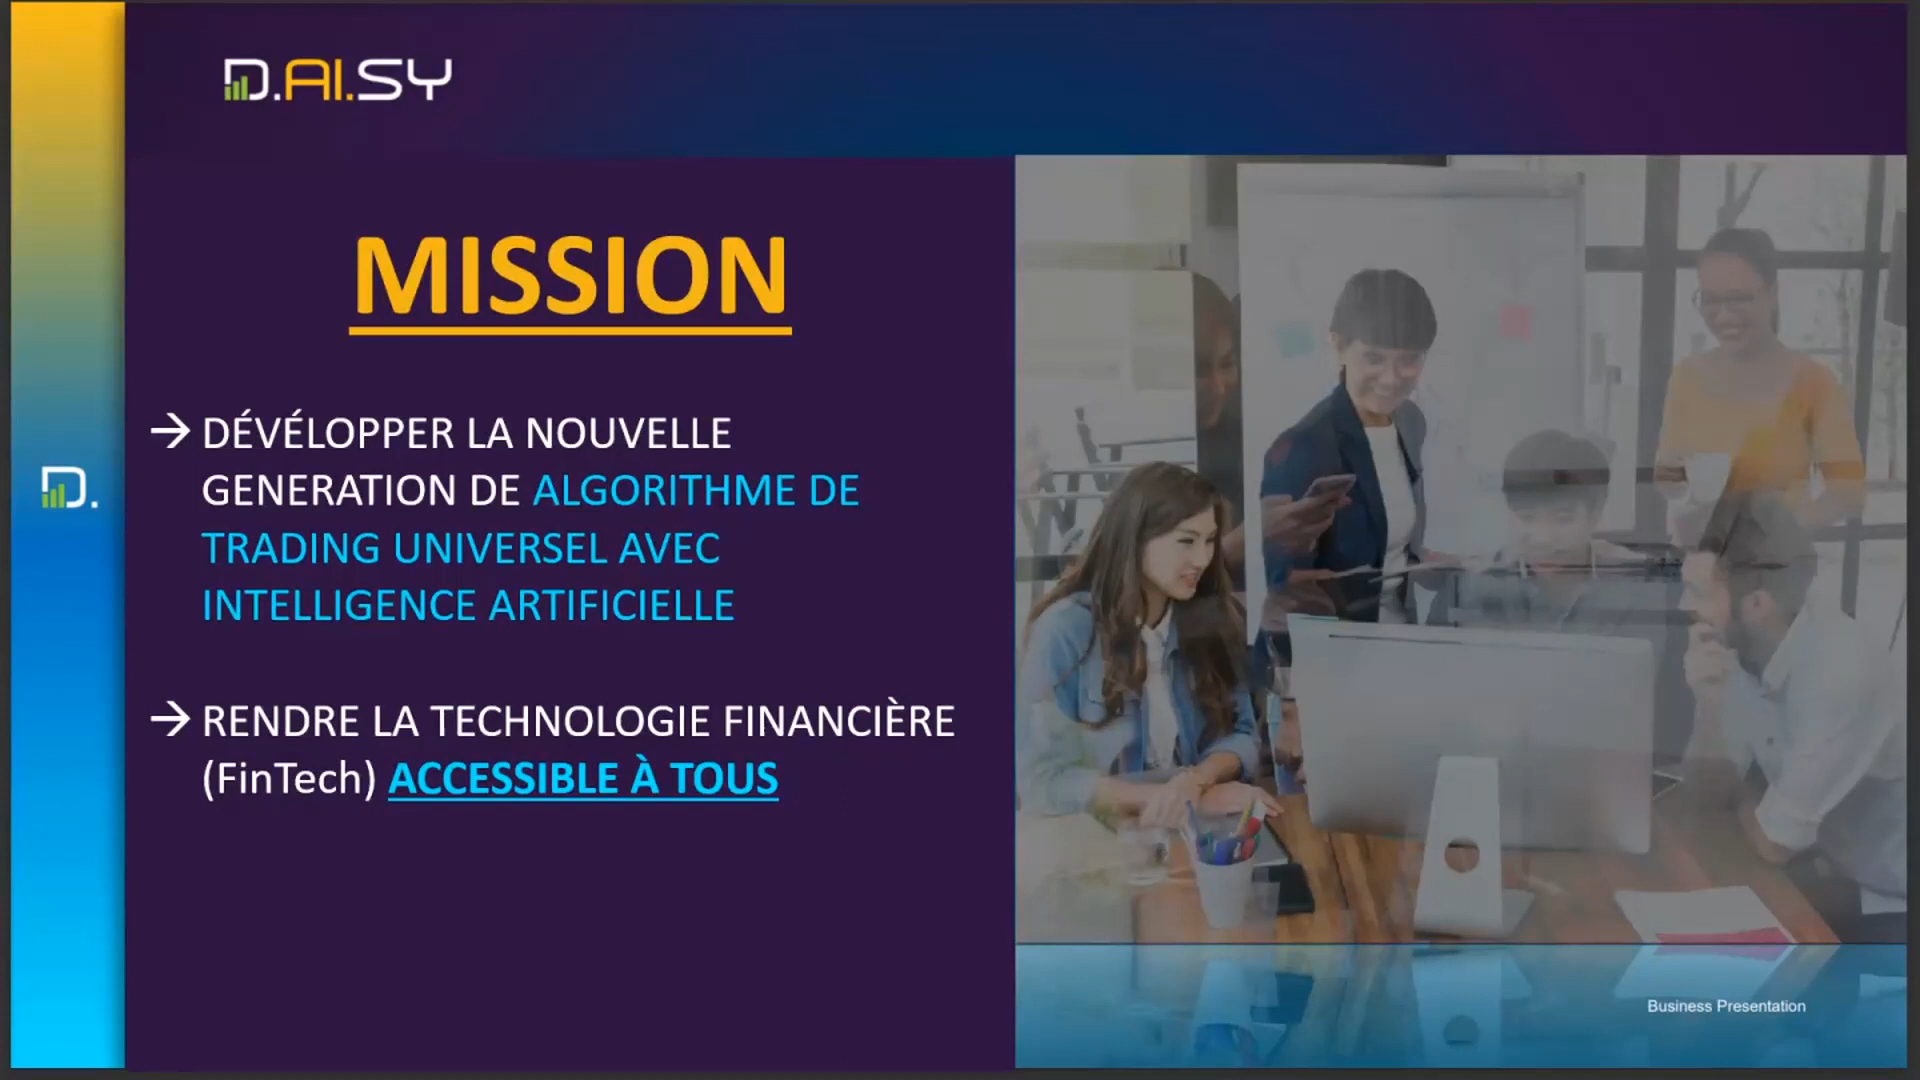 D.AI.SY
MISSION
→ DÉVÉLOPPER LA NOUVELLE
GENERATION DE ALGORITHME DE
TRADING UNIVERSEL AVEC
INTELLIGENCE ARTIFICIELLE
→ RENDRE LA TECHNOLOGIE FINANCIÈRE
(FinTech) ACCESSIBLE À TOUS
D.
Business Presentation